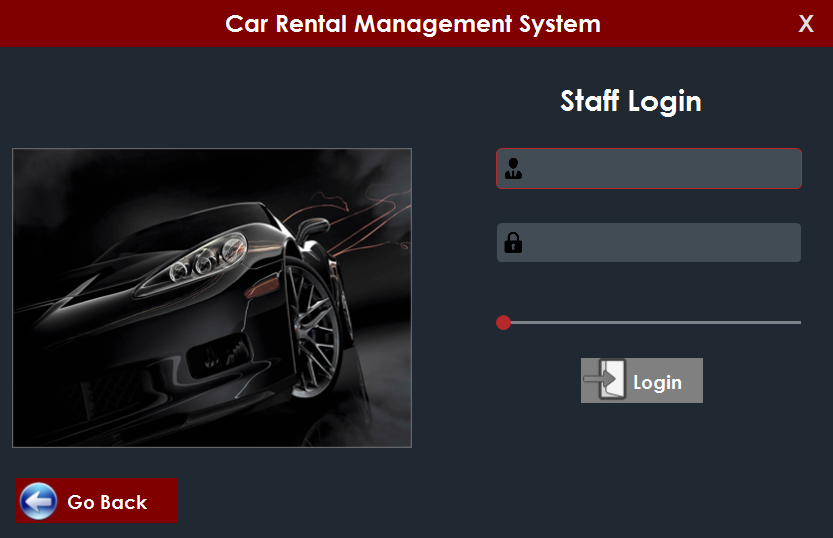 Car Rental Management System
X
Staff Login
Login
Go Back